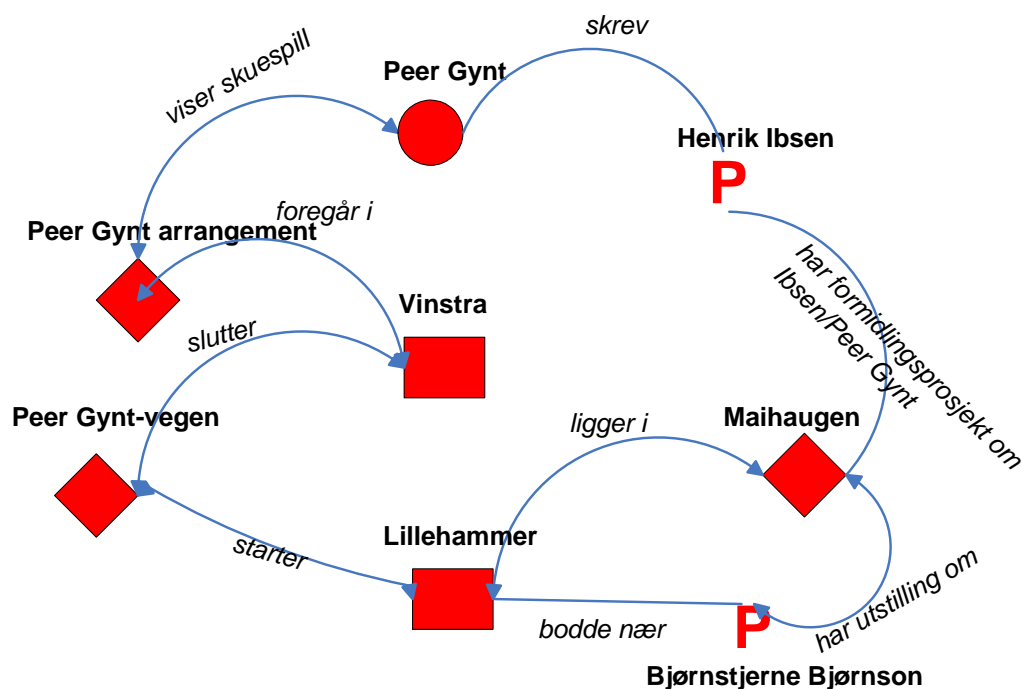 skrev
viser skuespill
Peer Gynt
Henrik Ibsen
P
foregår i
Peer Gynt arrangement
har formidlingsprosjekt om
Ibsen/Peer Gynt
Vinstra
slutter
Peer Gynt-vegen
ligger i
Maihaugen
Lillehammer
starter
har utstilling om
bodde nær
P
Bjørnstjerne Bjørnson